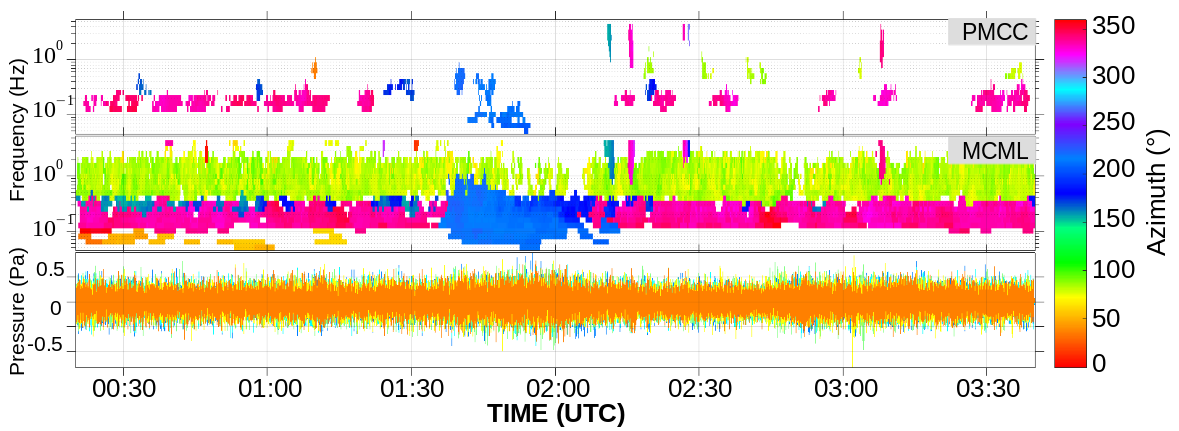 PMCC
10⁰
10⁻¹
Frequency (Hz)
MCML
10⁰
10⁻¹
Pressure (Pa)
0.5
0
-0.5
00:30 01:00 01:30 02:00 02:30 03:00 03:30
TIME (UTC)
350
300
250
200
150
100
50
0
Azimuth (°)